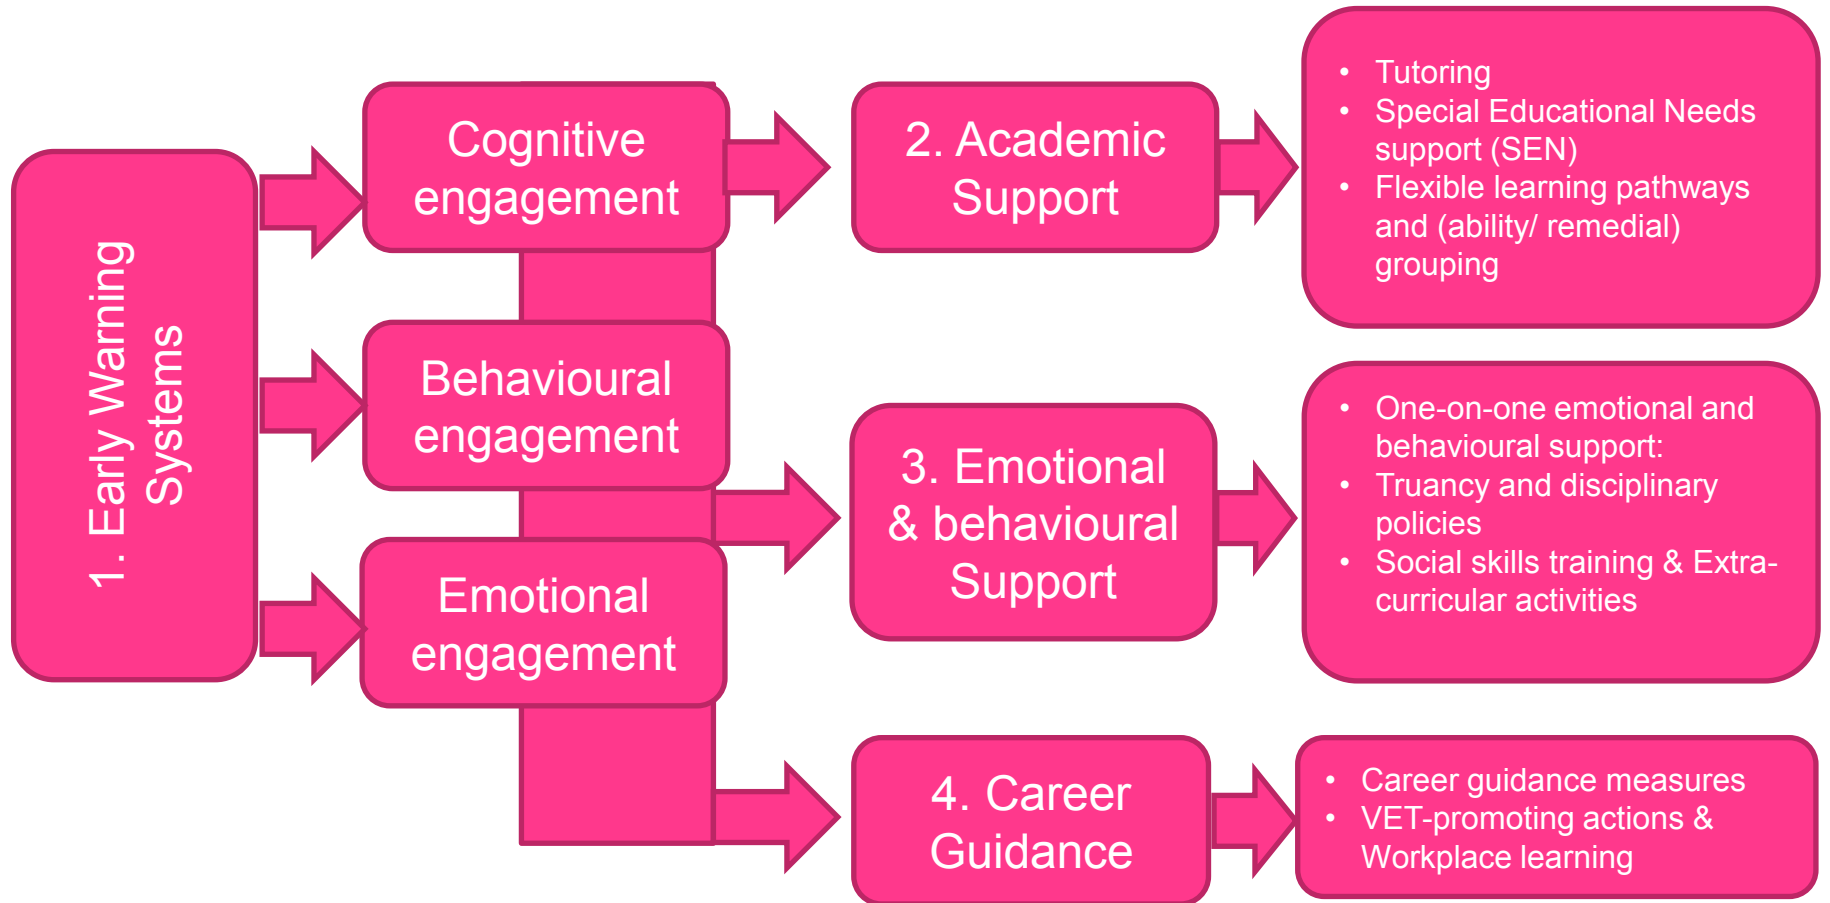 1. Early Warning
Systems
Cognitive
engagement
Behavioural
engagement
Emotional
engagement
2. Academic
Support
3. Emotional
& behavioural
Support
4. Career
Guidance
• Tutoring
• Special Educational Needs
support (SEN)
• Flexible learning pathways
and (ability/ remedial)
grouping
• One-on-one emotional and
behavioural support:
• Truancy and disciplinary
policies
• Social skills training & Extra-
curricular activities
• Career guidance measures
• VET-promoting actions &
Workplace learning